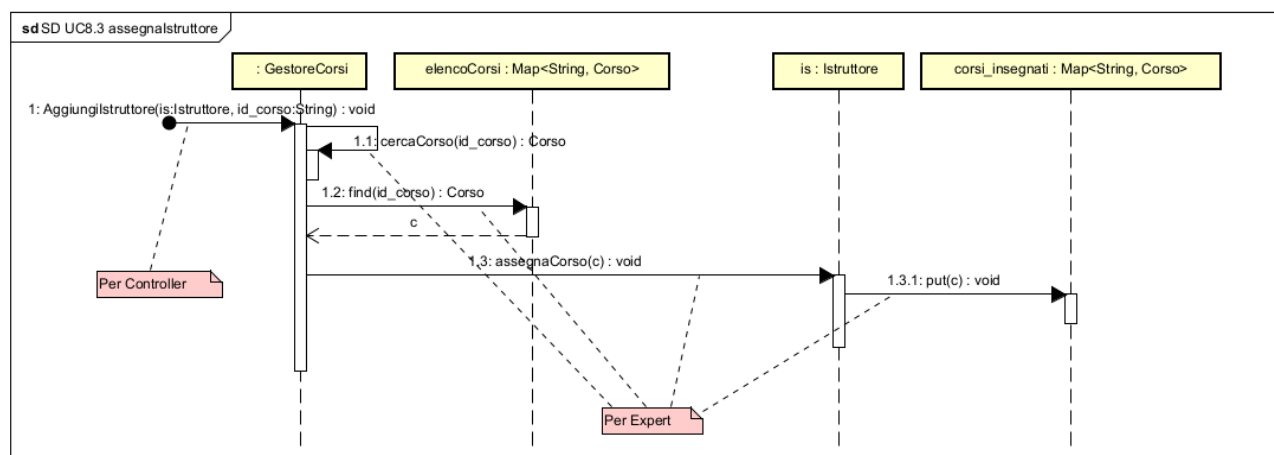 sd SD UC8.3 assegnaIstruttore
: GestoreCorsi
elencoCorsi : Map<String, Corso>
is : Istruttore
corsi_insegnati : Map<String, Corso>
1: AggiungiIstruttore(is:Istruttore, id_corso:String) : void
1.1: cercaCorso(id_corso) : Corso
1.2: find(id_corso) : Corso
c
1.3: assegnaCorso(c) : void
1.3.1: put(c) : void
Per Controller
Per Expert